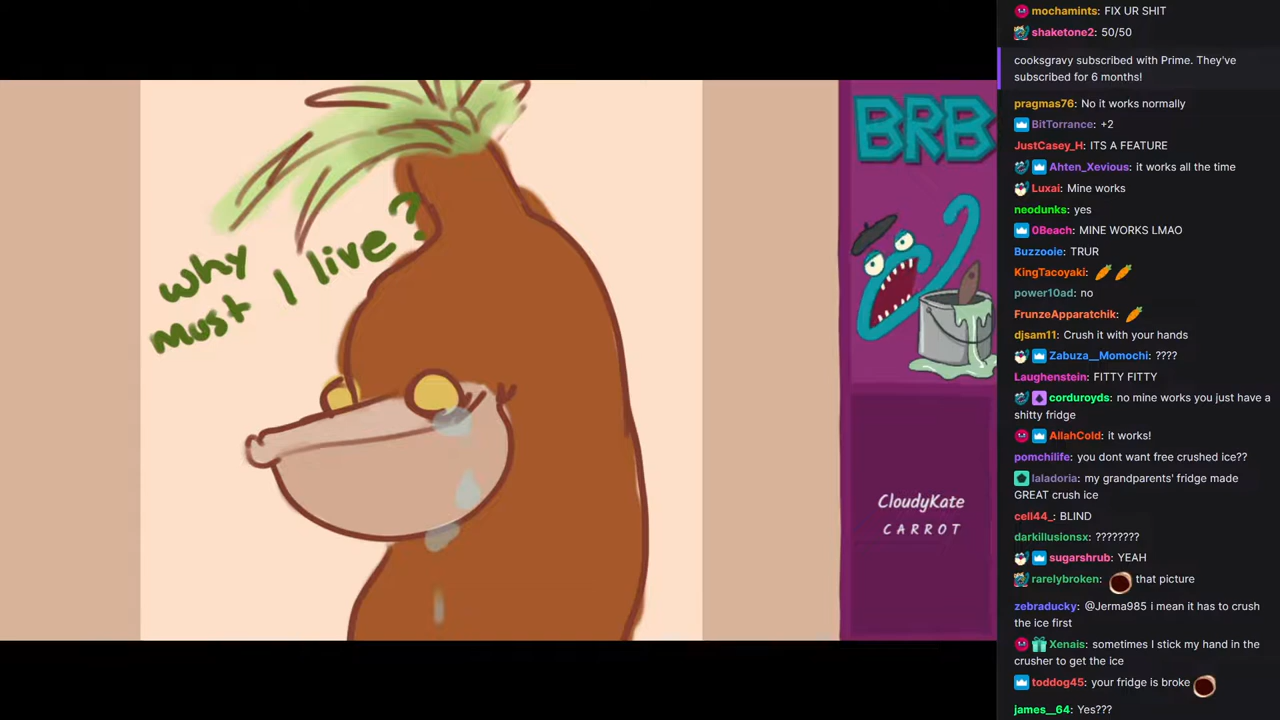 why
must I live?
BRB
CloudyKate
CARROT
mochamints: FIX UR SHIT
shaketone2: 50/50
cooksgravy subscribed with Prime. They've
subscribed for 6 months!
pragmas76: No it works normally
BitTorrance: +2
JustCasey_H: ITS A FEATURE
Ahten_Xevious: it works all the time
Luxai: Mine works
neodunks: yes
0Beach: MINE WORKS LMAO
Buzzooie: TRUR
KingTacoyaki:
power10ad: no
FrunzeApparatchik:
djsam11: Crush it with your hands
Zabuza__Momochi: ????
Laughenstein: FITTY FITTY
corduroyds: no mine works you just have a
shitty fridge
AllahCold: it works!
pomchilife: you dont want free crushed ice??
laladoria: my grandparents' fridge made
GREAT crush ice
cell44_: BLIND
darkillusionsx: ????????
sugarshrub: YEAH
rarelybroken: that picture
zebraducky: @Jerma985 i mean it has to crush
the ice first
Xenais: sometimes I stick my hand in the
crusher to get the ice
toddog45: your fridge is broke
james__64: Yes???